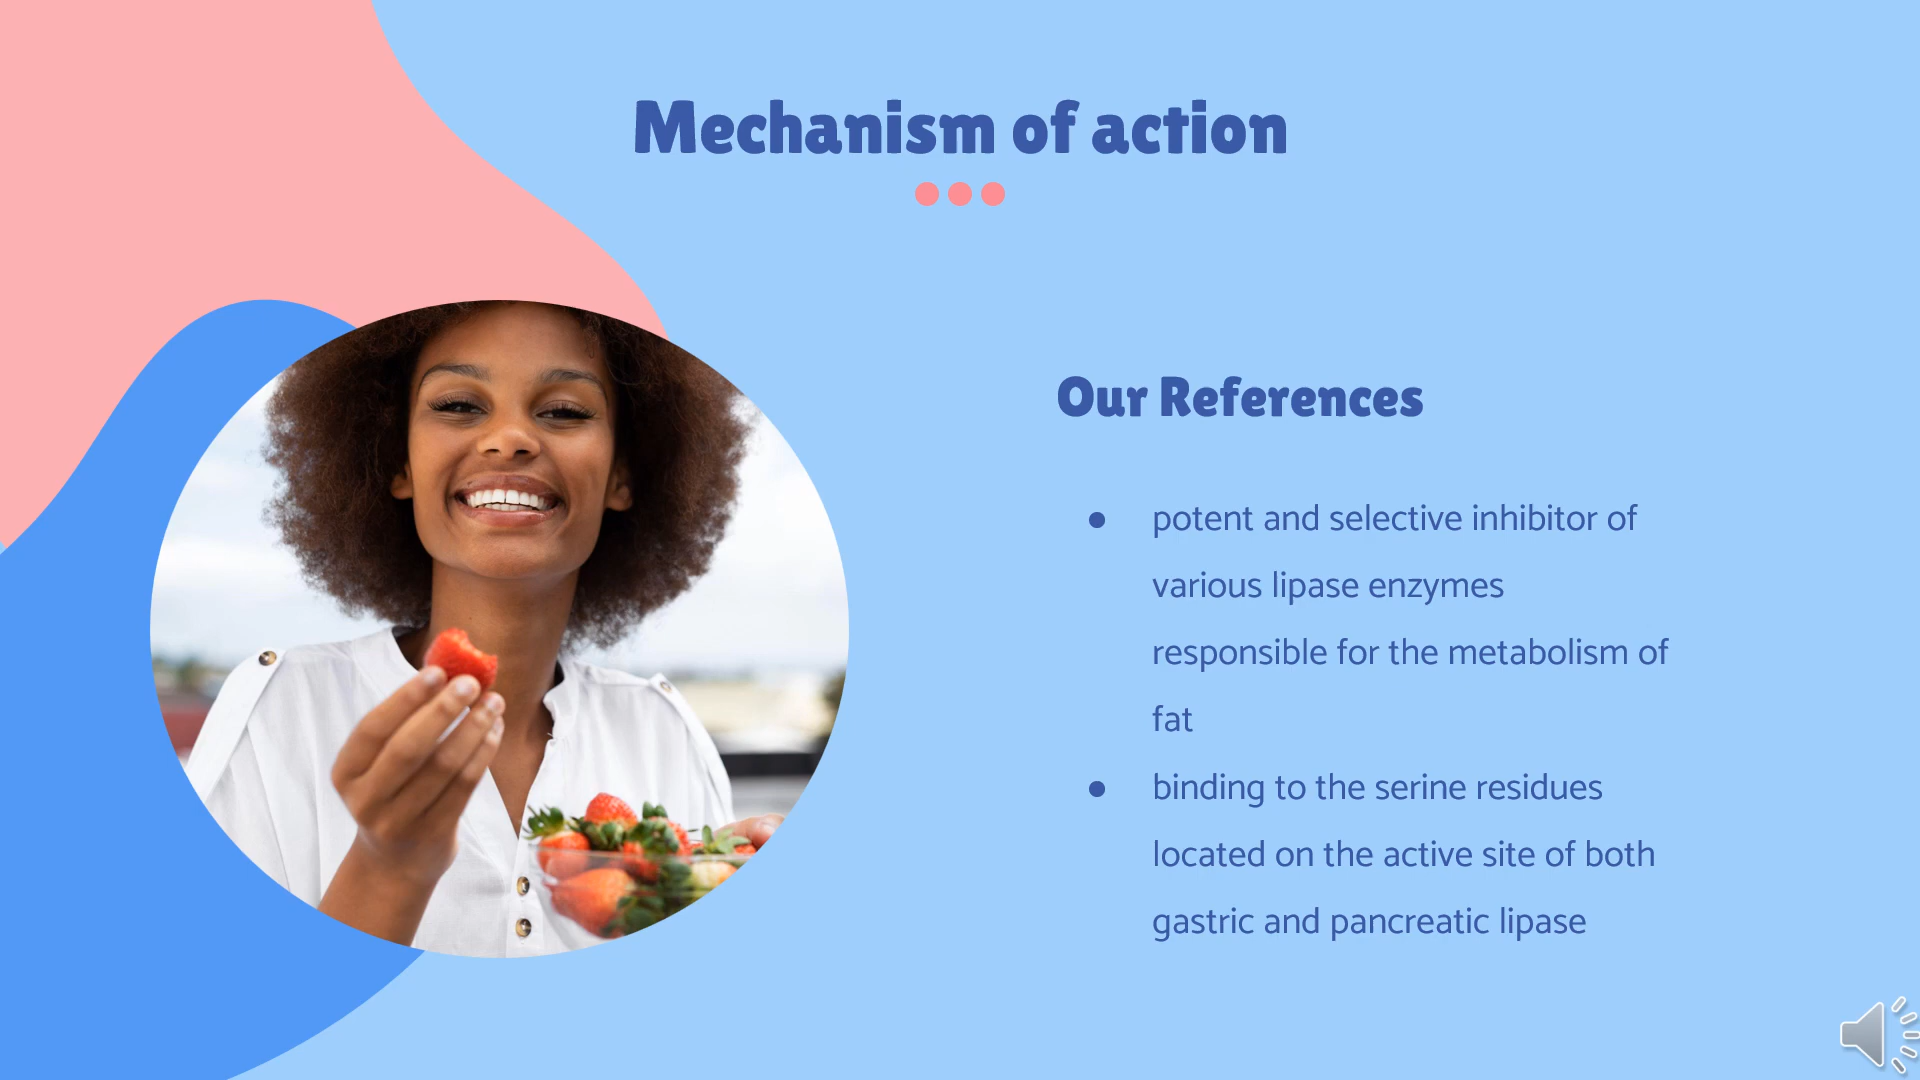 Mechanism of action
Our References
● potent and selective inhibitor of
various lipase enzymes
responsible for the metabolism of
fat
● binding to the serine residues
located on the active site of both
gastric and pancreatic lipase